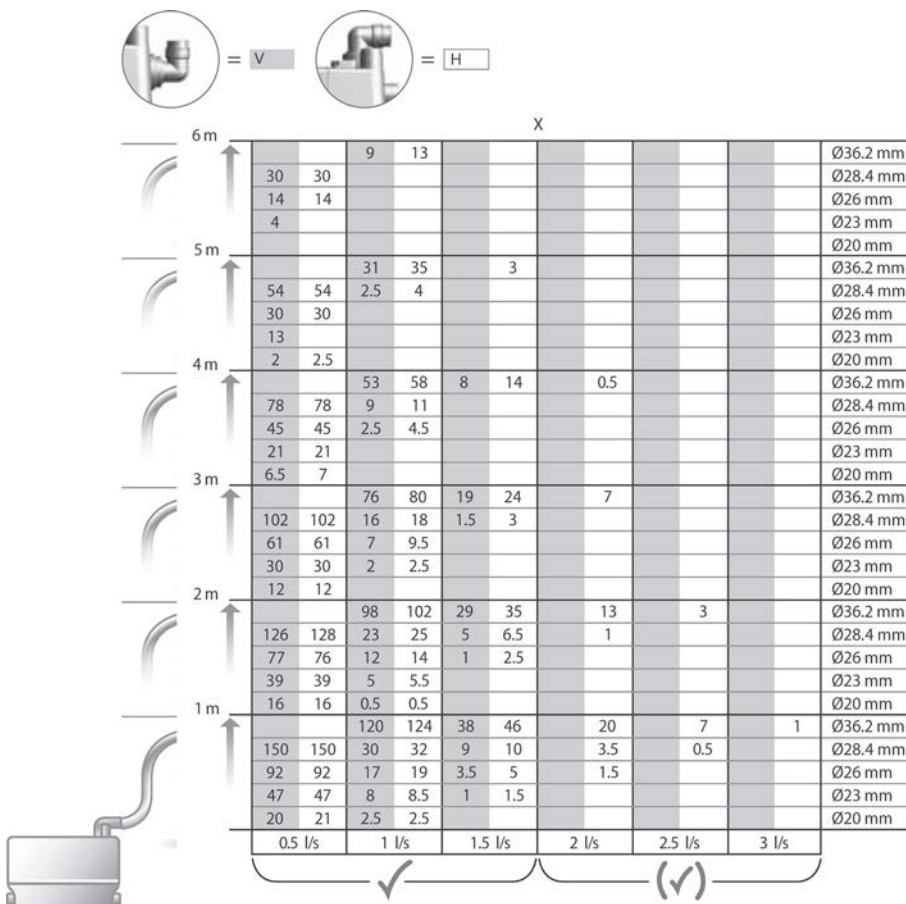 = V = H
X
6 m
9 13 Ø36.2 mm
30 30 Ø28.4 mm
14 14 Ø26 mm
4 Ø23 mm
Ø20 mm
5 m
31 35 3 Ø36.2 mm
54 54 2.5 4 Ø28.4 mm
30 30 Ø26 mm
13 Ø23 mm
2 2.5 Ø20 mm
4 m
53 58 8 14 0.5 Ø36.2 mm
78 78 9 11 Ø28.4 mm
45 45 2.5 4.5 Ø26 mm
21 21 Ø23 mm
6.5 7 Ø20 mm
3 m
76 80 19 24 7 Ø36.2 mm
102 102 16 18 1.5 3 Ø28.4 mm
61 61 7 9.5 Ø26 mm
30 30 2 2.5 Ø23 mm
12 12 Ø20 mm
2 m
98 102 29 35 13 3 Ø36.2 mm
126 128 23 25 5 6.5 1 Ø28.4 mm
77 76 12 14 1 2.5 Ø26 mm
39 39 5 5.5 Ø23 mm
16 16 0.5 0.5 Ø20 mm
1 m
120 124 38 46 20 7 1 Ø36.2 mm
150 150 30 32 9 10 3.5 0.5 Ø28.4 mm
92 92 17 19 3.5 5 1.5 Ø26 mm
47 47 8 8.5 1 1.5 Ø23 mm
20 21 2.5 2.5 Ø20 mm
0.5 l/s 1 l/s 1.5 l/s 2 l/s 2.5 l/s 3 l/s
✓ (✓)